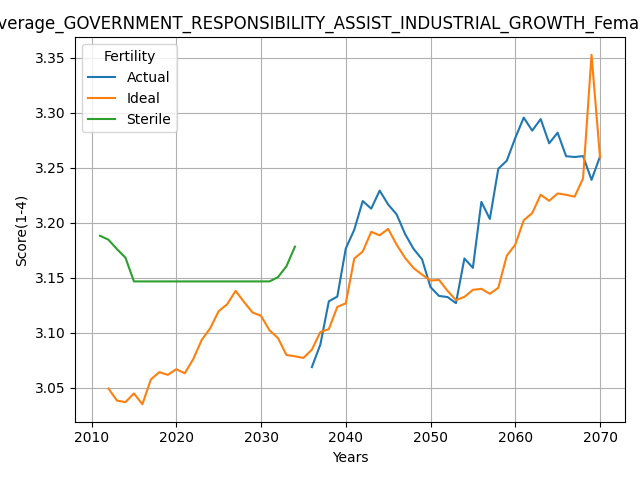 verage_GOVERNMENT_RESPONSIBILITY_ASSIST_INDUSTRIAL_GROWTH_Fema
Fertility
Actual
Ideal
Sterile
Score(1-4)
3.35
3.30
3.25
3.20
3.15
3.10
3.05
2010 2020 2030 2040 2050 2060 2070
Years